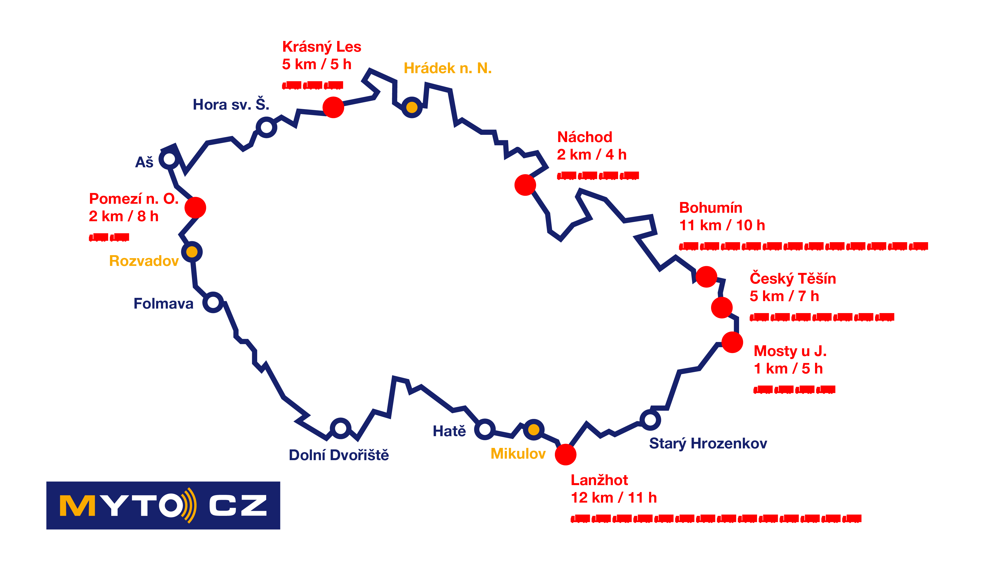 Krásný Les
5 km / 5 h
Hrádek n. N.
Hora sv. Š.
Náchod
2 km / 4 h
Aš
Pomezí n. O.
2 km / 8 h
Bohumín
11 km / 10 h
Rozvadov
Český Těšín
5 km / 7 h
Folmava
Mosty u J.
1 km / 5 h
Hatě
Starý Hrozenkov
Mikulov
Dolní Dvořiště
Lanžhot
12 km / 11 h
MYTO CZ